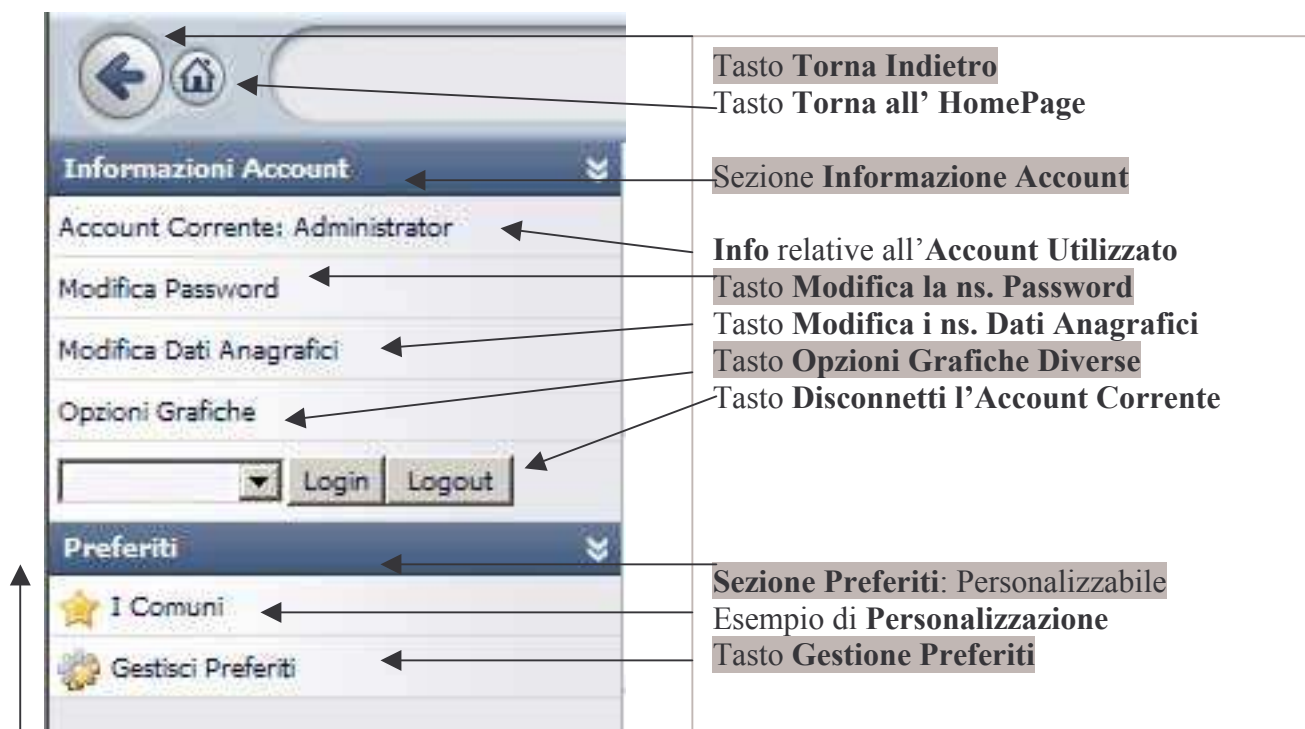 Tasto Torna Indietro
Tasto Torna all' HomePage
Informazioni Account
Sezione Informazione Account
Account Corrente: Administrator
Info relative all'Account Utilizzato
Modifica Password
Tasto Modifica la ns. Password
Modifica Dati Anagrafici
Tasto Modifica i ns. Dati Anagrafici
Opzioni Grafiche
Tasto Opzioni Grafiche Diverse
Tasto Disconnetti l'Account Corrente
Login Logout
Preferiti
Sezione Preferiti: Personalizzabile
I Comuni
Esempio di Personalizzazione
Gestisci Preferiti
Tasto Gestione Preferiti